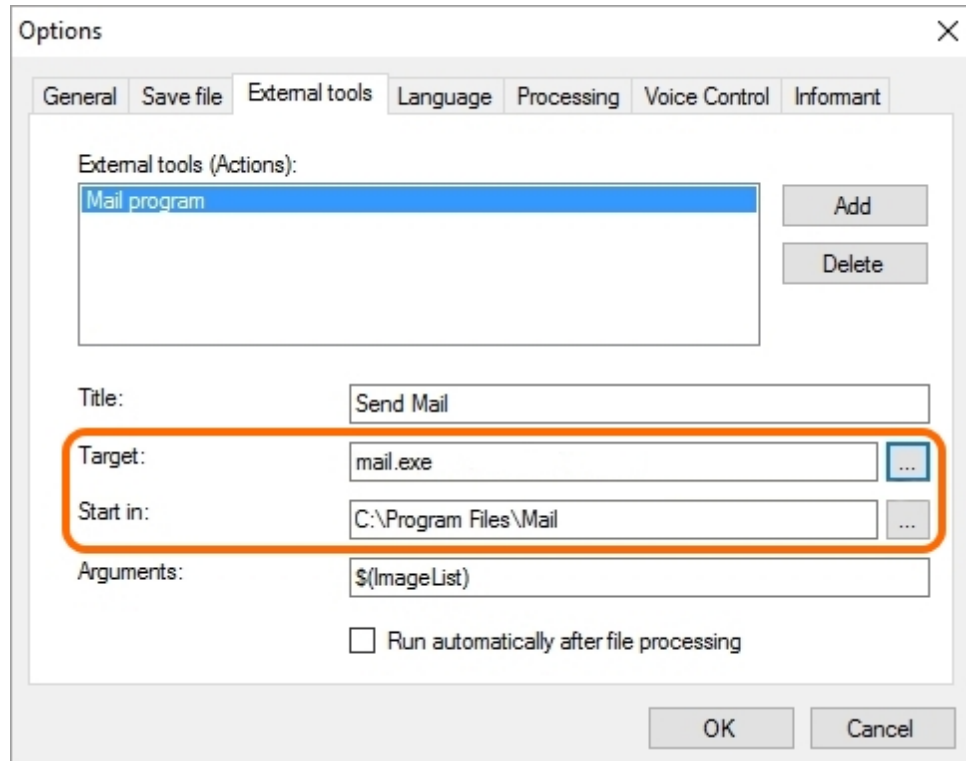 Options
General Save file External tools Language Processing Voice Control Informant
External tools (Actions):
Mail program
Add
Delete
Title: Send Mail
Target: mail.exe ...
Start in: C:\Program Files\Mail ...
Arguments: $(ImageList)
Run automatically after file processing
OK Cancel